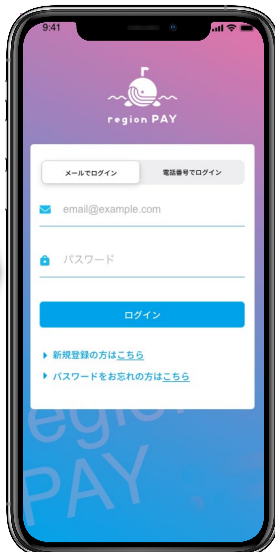 9:41
region PAY
メールでログイン
電話番号でログイン
email@example.com
パスワード
ログイン
新規登録の方はこちら
パスワードをお忘れの方はこちら
region
PAY